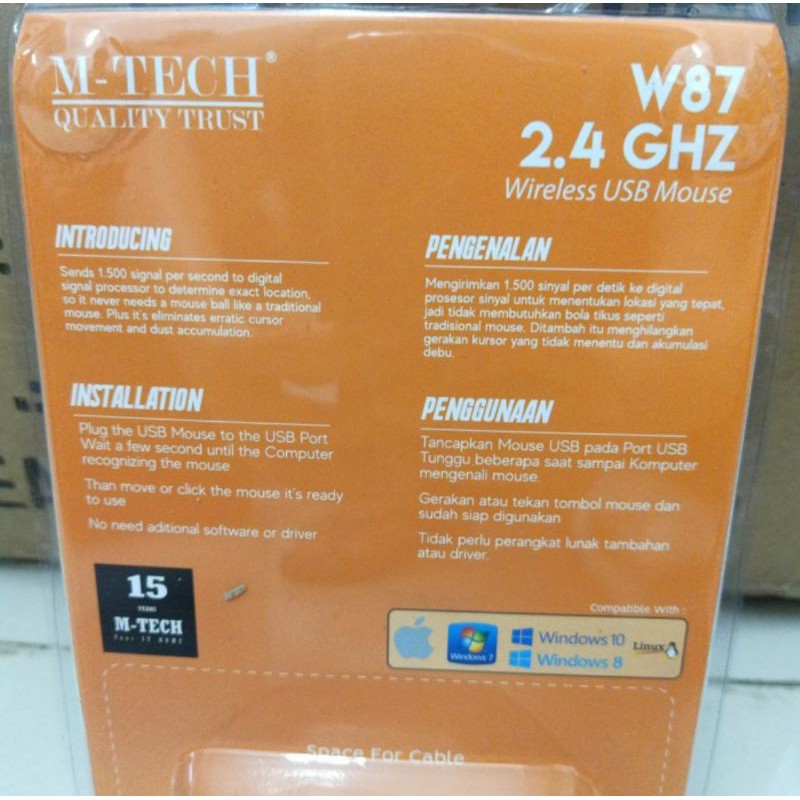 M-TECH®
QUALITY TRUST
W87
2.4 GHZ
Wireless USB Mouse
INTRODUCING
Sends 1.500 signal per second to digital
signal processor to determine exact location,
so it never needs a mouse ball like a traditional
mouse. Plus it's eliminates erratic cursor
movement and dust accumulation.
PENGENALAN
Mengirimkan 1.500 sinyal per detik ke digital
prosesor sinyal untuk menentukan lokasi yang tepat,
jadi tidak membutuhkan bola tikus seperti
tradisional mouse. Ditambah itu menghilangkan
gerakan kursor yang tidak menentu dan akumulasi
debu.
INSTALLATION
Plug the USB Mouse to the USB Port
Wait a few second until the Computer
recognizing the mouse
Than move or click the mouse it's ready
to use
No need aditional software or driver
PENGGUNAAN
Tancapkan Mouse USB pada Port USB
Tunggu beberapa saat sampai Komputer
mengenali mouse.
Gerakan atau tekan tombol mouse dan
sudah siap digunakan
Tidak perlu perangkat lunak tambahan
atau driver.
15
YEARS
M-TECH
Your IT HOME
Compabble With :
Windows 7
Windows 10
Windows 8
Linux
Space For Cable